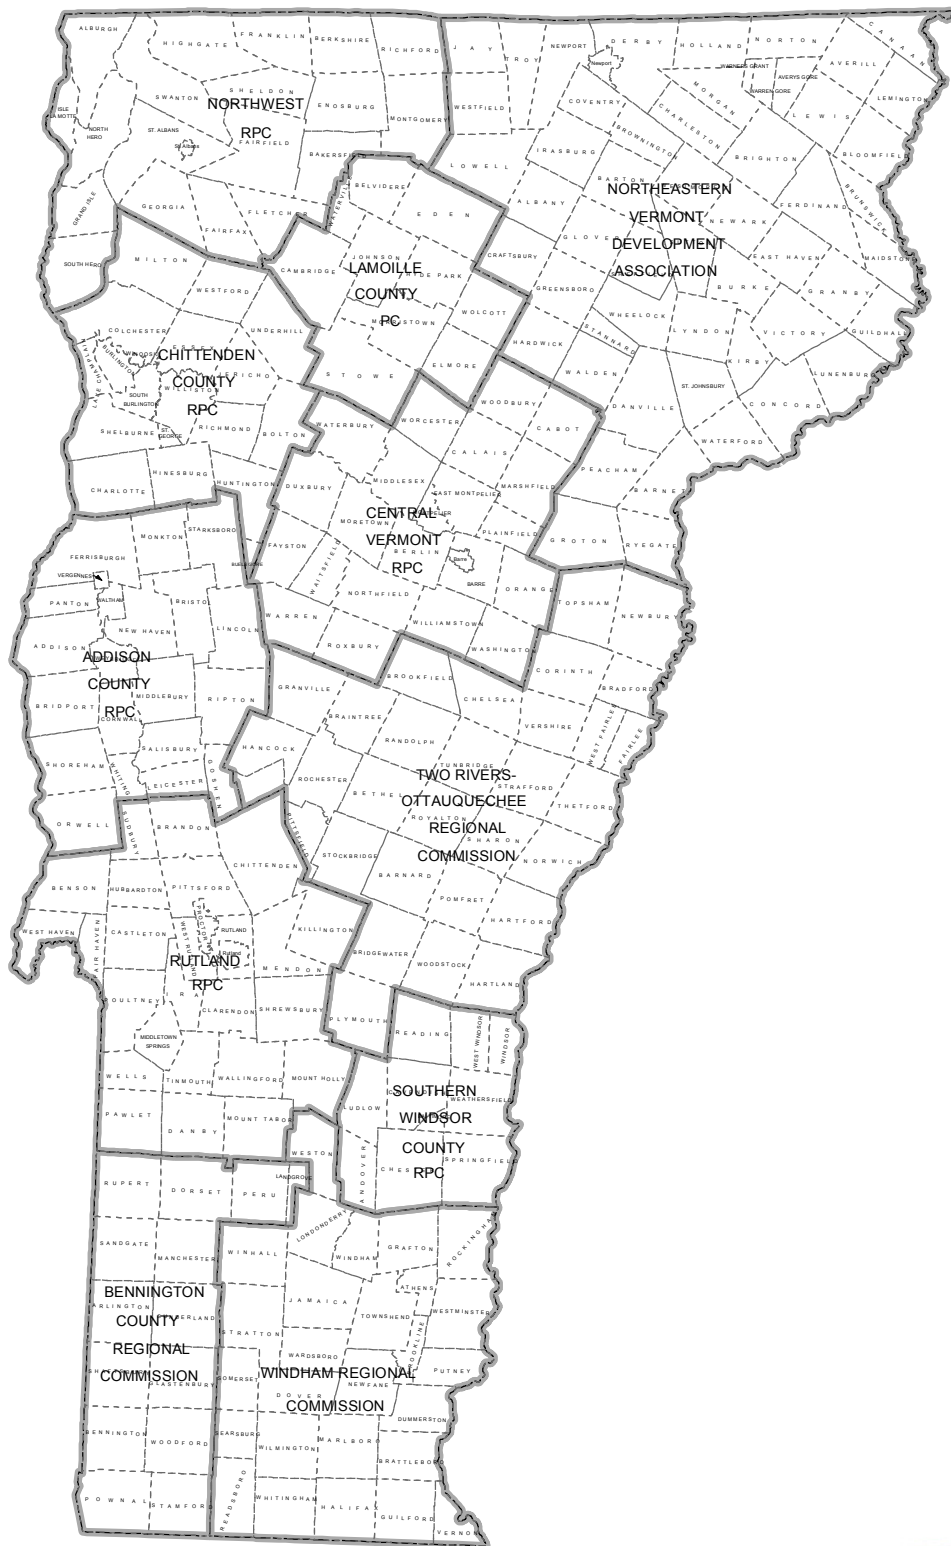 ALBURGH
HIGHGATE
FRANKLIN
BERKSHIRE
RICHFORD
JAY
TROY
NEWPORT
DERBY
HOLLAND
NORTON
CANAAN
Newport
WARNERS GRANT
AVERYS GORE
WARREN GORE
AVERILL
LEMINGTON
LEWIS
BLOOMFIELD
ISLE
LA MOTTE
NORTH
HERO
SWANTON
SHELDON
NORTHWEST
RPC
ST. ALBANS
St. Albans
FAIRFIELD
ENOSBURG
MONTGOMERY
BAKERSFIELD
WESTFIELD
COVENTRY
BROWNINGTON
CHARLESTON
MORGAN
BRIGHTON
IRASBURG
BARTON
LOWELL
NORTHEASTERN
VERMONT
DEVELOPMENT
ASSOCIATION
GRAND ISLE
GEORGIA
FLETCHER
FAIRFAX
WATERVILLE
BELVIDERE
EDEN
ALBANY
GLOVER
NEWARK
FERDINAND
BRUNSWICK
MAIDSTONE
SOUTH HERO
MILTON
WESTFORD
CAMBRIDGE
JOHNSON
HYDE PARK
LAMOILLE
COUNTY
PC
MORRISTOWN
WOLCOTT
CRAFTSBURY
GREENSBORO
EAST HAVEN
BURKE
GRANBY
WHEELOCK
LYNDON
VICTORY
GUILDHALL
COLCHESTER
ESSEX
UNDERHILL
CHITTENDEN
COUNTY
RPC
BURLINGTON
LAKE CHAMPLAIN
SOUTH
BURLINGTON
WILLISTON
JERICHO
STOWE
ELMORE
HARDWICK
STANNARD
WALDEN
KIRBY
LUNENBURG
ST. JOHNSBURY
CONCORD
SHELBURNE
ST.
GEORGE
RICHMOND
BOLTON
WATERBURY
WORCESTER
WOODBURY
CABOT
DANVILLE
WATERFORD
CHARLOTTE
HINESBURG
HUNTINGTON
DUXBURY
MIDDLESEX
CALAIS
EAST MONTPELIER
MARSHFIELD
PEACHAM
BARNET
MORETOWN
CENTRAL
VERMONT
RPC
BERLIN
PLAINFIELD
GROTON
RYEGATE
FERRISBURGH
MONKTON
STARKSBORO
FAYSTON
WAITSFIELD
Barre
BARRE
ORANGE
TOPSHAM
NEWBURY
VERGENNES
PANTON
WALTHAM
BRISTOL
NORTHFIELD
WARREN
WILLIAMSTOWN
NEW HAVEN
LINCOLN
ADDISON
ROXBURY
WASHINGTON
ADDISON
COUNTY
RPC
BROOKFIELD
CORINTH
BRADFORD
MIDDLEBURY
RIPTON
GRANVILLE
CHELSEA
BRIDPORT
CORNWALL
BRAINTREE
VERSHIRE
WEST FAIRLEE
FAIRLEE
SALISBURY
HANCOCK
RANDOLPH
SHOREHAM
WHITING
LEICESTER
GOSHEN
ROCHESTER
TUNBRIDGE
TWO RIVERS-
OTTAUQUECHEE
REGIONAL
COMMISSION
BETHEL
STRAFFORD
THETFORD
ORWELL
SUDBURY
BRANDON
PITTSFIELD
ROYALTON
SHARON
NORWICH
CHITTENDEN
STOCKBRIDGE
BARNARD
BENSON
HUBBARDTON
PITTSFORD
POMFRET
HARTFORD
WEST HAVEN
FAIR HAVEN
CASTLETON
PROCTOR
WEST RUTLAND
RUTLAND
Rutland
KILLINGTON
BRIDGEWATER
WOODSTOCK
RUTLAND
RPC
MENDON
HARTLAND
POULTNEY
IRA
CLARENDON
SHREWSBURY
PLYMOUTH
READING
WEST WINDSOR
WINDSOR
MIDDLETOWN
SPRINGS
WELLS
TINMOUTH
WALLINGFORD
MOUNT HOLLY
SOUTHERN
WINDSOR
COUNTY
RPC
LUDLOW
WEATHERSFIELD
PAWLET
DANBY
MOUNT TABOR
WESTON
ANDOVER
CHESTER
SPRINGFIELD
RUPERT
DORSET
PERU
LANDGROVE
LONDONDERRY
ROCKINGHAM
SANDGATE
MANCHESTER
WINHALL
WINDHAM
GRAFTON
ATHENS
BENNINGTON
COUNTY
REGIONAL
COMMISSION
ARLINGTON
SUNDERLAND
JAMAICA
TOWNSHEND
WESTMINSTER
BROOKLINE
STRATTON
WARDSBORO
SHAFTSBURY
GLASTENBURY
SOMERSET
WINDHAM REGIONAL
COMMISSION
DOVER
NEWFANE
PUTNEY
DUMMERSTON
BENNINGTON
WOODFORD
SEARSBURG
WILMINGTON
MARLBORO
BRATTLEBORO
POWNAL
STAMFORD
READSBORO
WHITINGHAM
HALIFAX
GUILFORD
VERNON